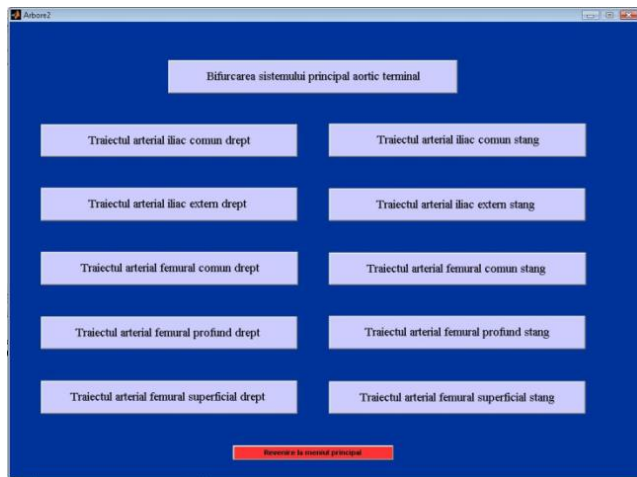 Arbore2
Bifurcarea sistemului principal aortic terminal
Traiectul arterial iliac comun drept
Traiectul arterial iliac comun stang
Traiectul arterial iliac extern drept
Traiectul arterial iliac extern stang
Traiectul arterial femural comun drept
Traiectul arterial femural comun stang
Traiectul arterial femural profund drept
Traiectul arterial femural profund stang
Traiectul arterial femural superficial drept
Traiectul arterial femural superficial stang
Revenire la meniul principal